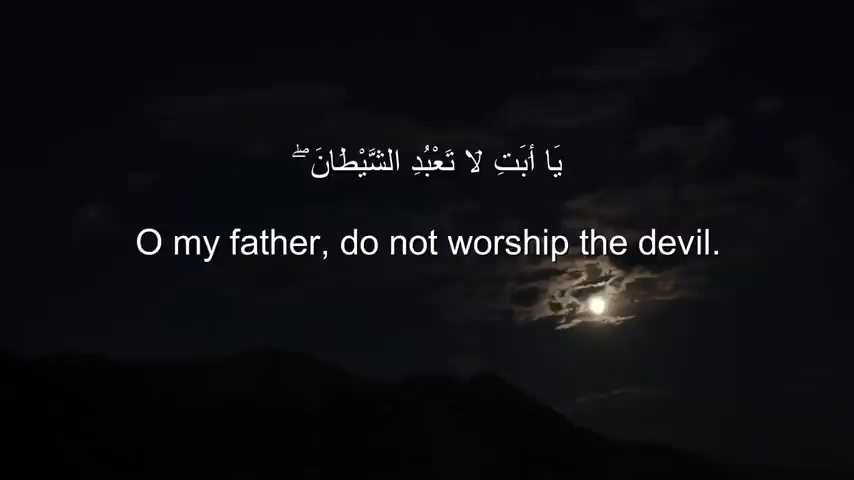 يَا أَبَتِ لَا تَعْبُدِ الشَّيْطَانَ ۖ
O my father, do not worship the devil.